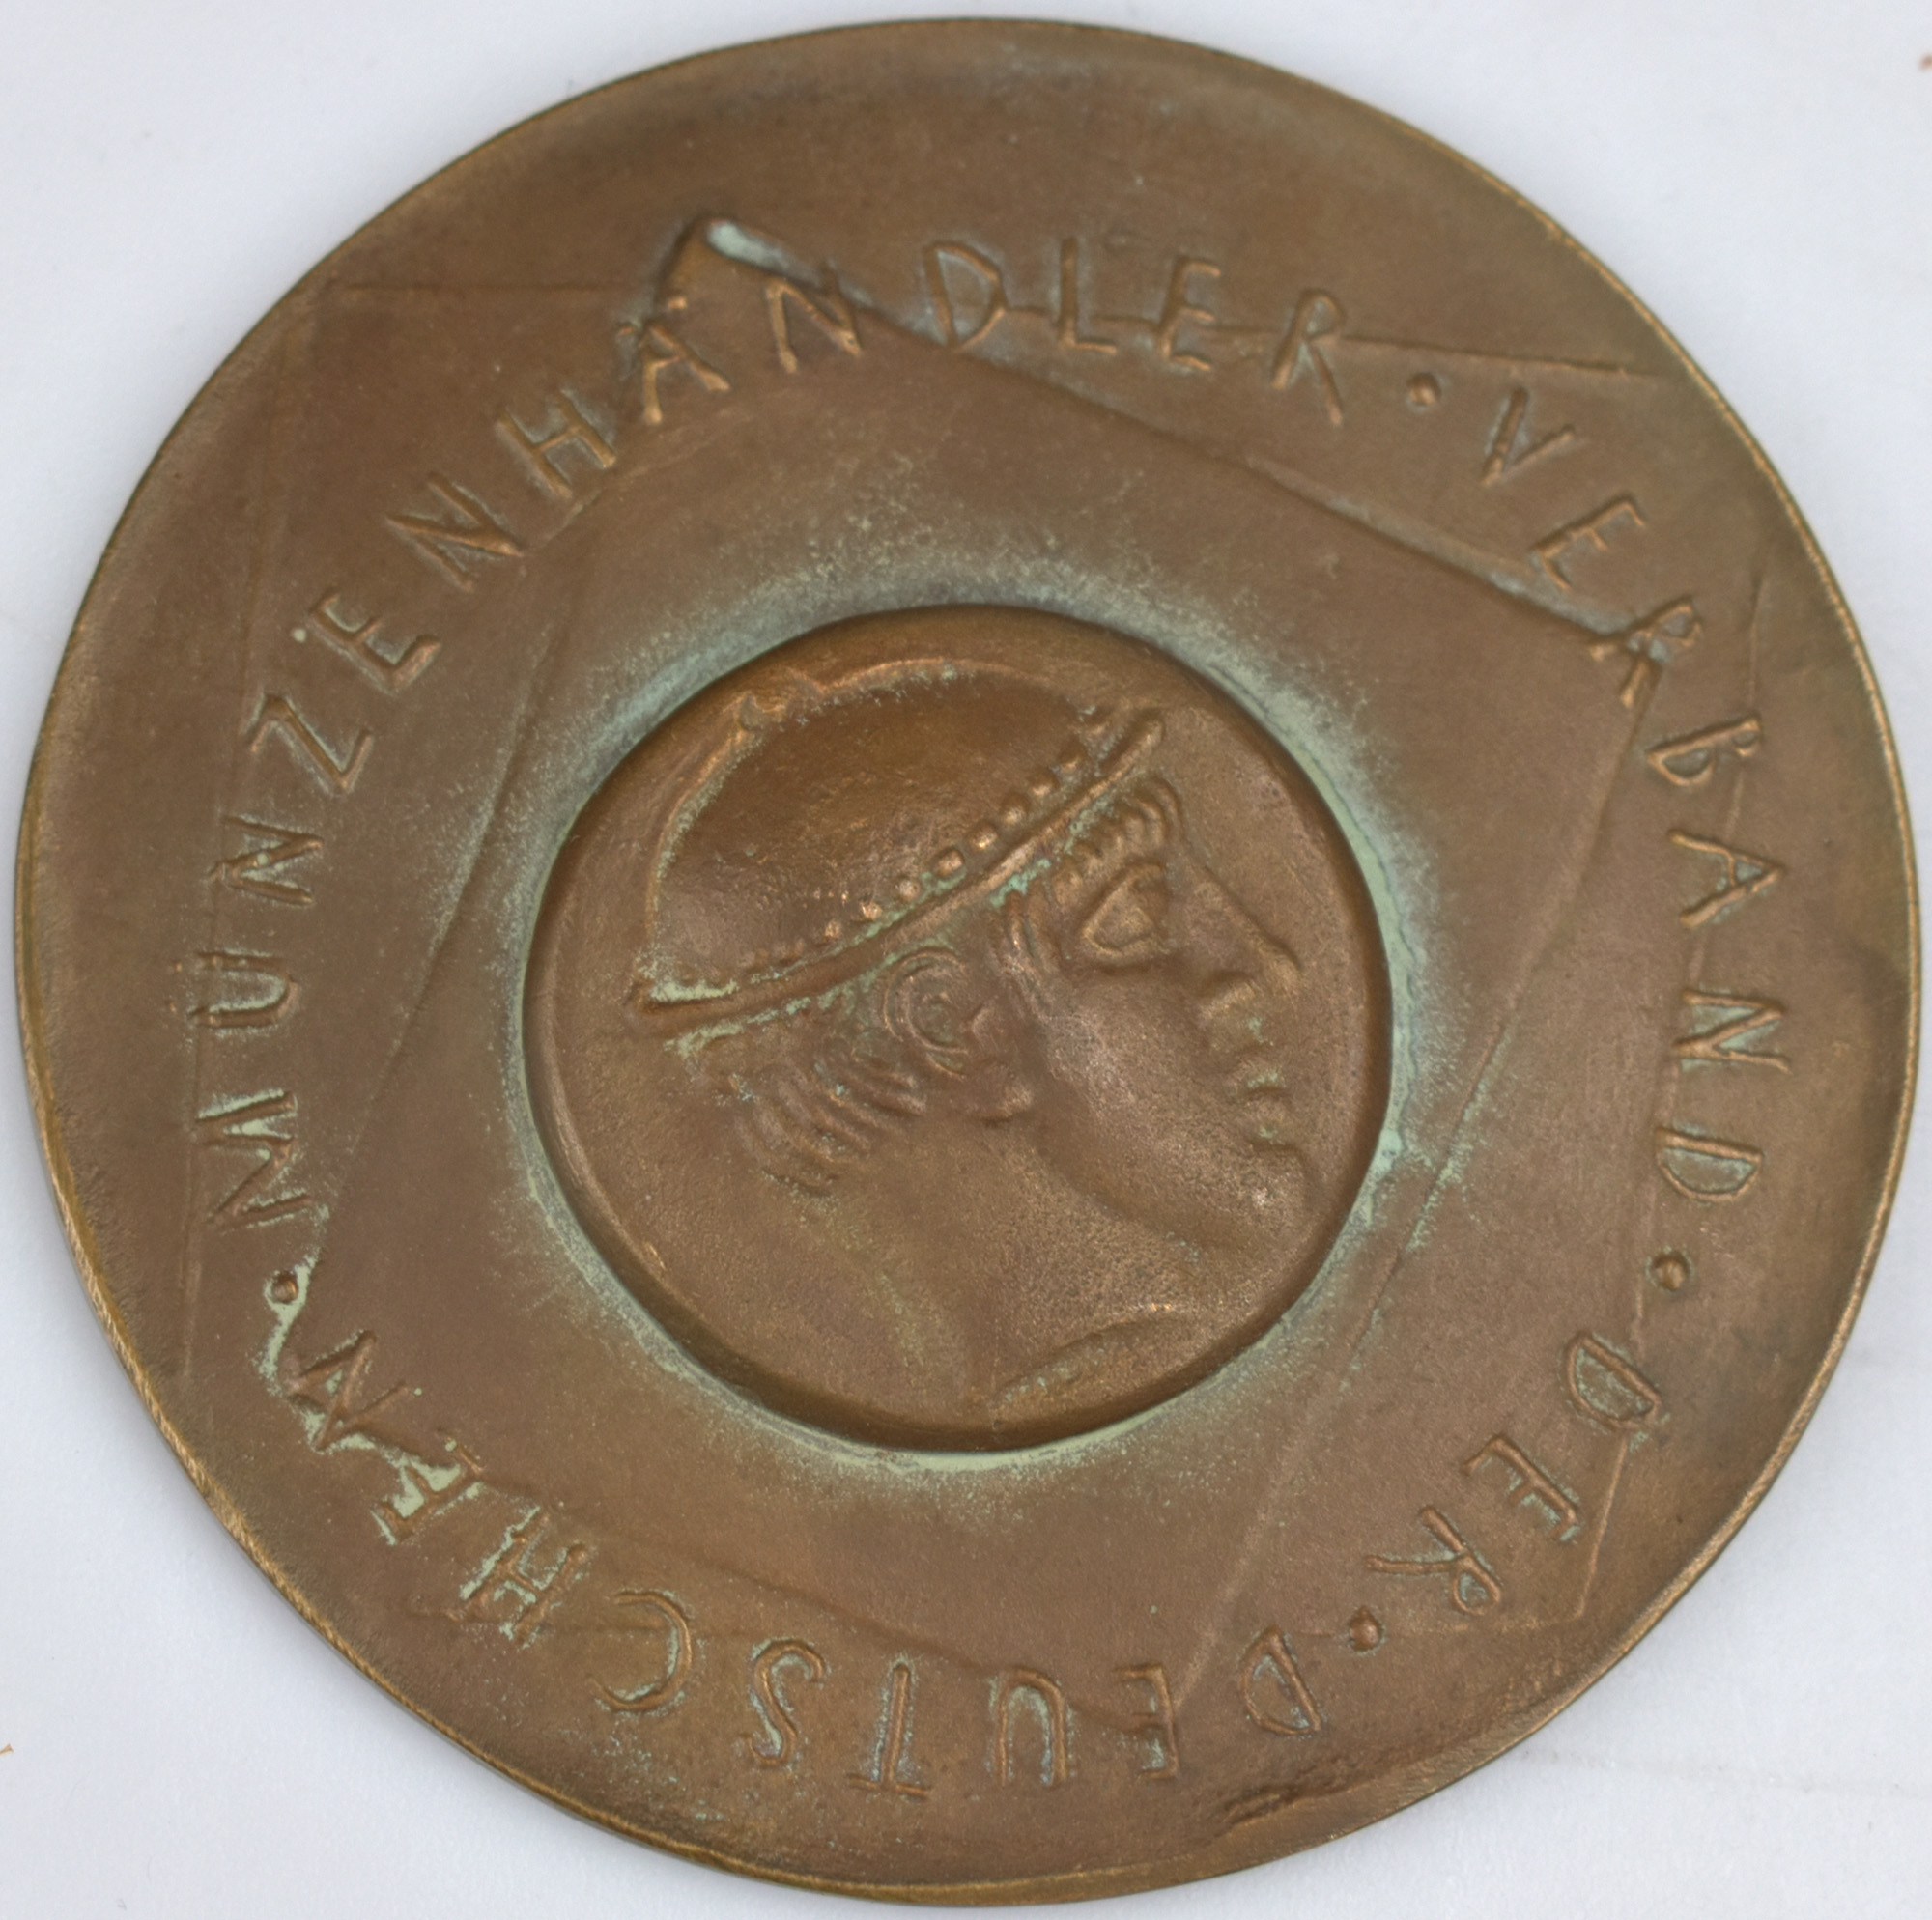 VERBAND · DER · DEUTSCHEN · MÜNZENHÄNDLER ·